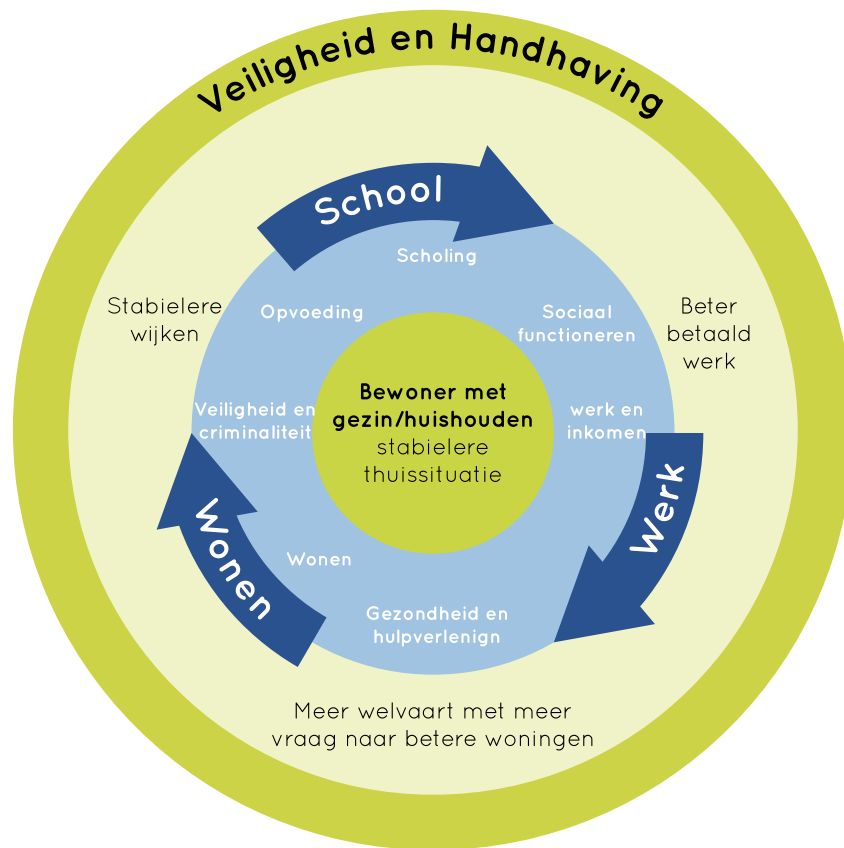 Veiligheid en Handhaving
School
Scholing
Opvoeding
Sociaal
functioneren
Stabielere
wijken
Beter
betaald
werk
Bewoner met
gezin/huishouden
stabielere
thuissituatie
Veiligheid en
criminaliteit
werk en
inkomen
Werk
Wonen
Wonen
Gezondheid en
hulpverlenign
Meer welvaart met meer
vraag naar betere woningen